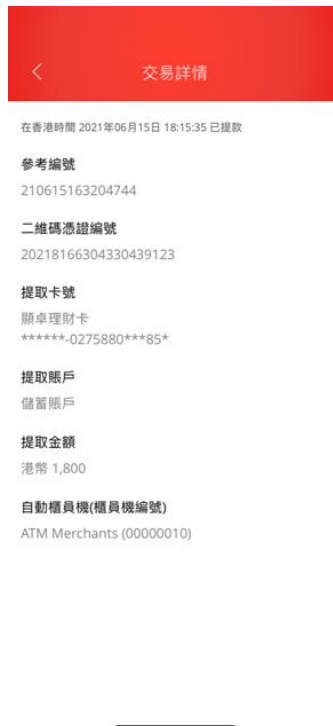 交易詳情
在香港時間 2021年06月15日 18:15:35 已提款
參考編號
210615163204744
二維碼憑證編號
20218166304330439123
提取卡號
顯卓理財卡
******-0275880***85*
提取賬戶
儲蓄賬戶
提取金額
港幣 1,800
自動櫃員機(櫃員機編號)
ATM Merchants (00000010)